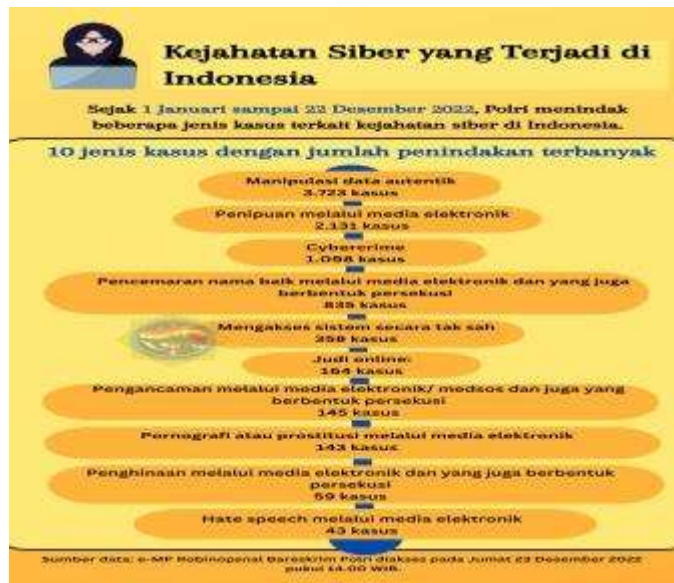 Kejahatan Siber yang Terjadi di
Indonesia
Sejak 1 Januari sampai 22 Desember 2022, Polri menindak
beberapa jenis kasus terkait kejahatan siber di Indonesia.
10 jenis kasus dengan jumlah penindakan terbanyak
Manipulasi data autentik
3.723 kasus
Penipuan melalui media elektronik
2.131 kasus
Cybercrime
1.098 kasus
Pencemaran nama baik melalui media elektronik dan yang juga
berbentuk persekusi
835 kasus
Mengakses sistem secara tak sah
358 kasus
Judi online:
164 kasus
Pengancaman melalui media elektronik/ medsos dan juga yang
berbentuk persekusi
145 kasus
Pornografi atau prostitusi melalui media elektronik
143 kasus
Penghinaan melalui media elektronik dan yang juga berbentuk
persekusi
59 kasus
Hate speech melalui media elektronik
43 kasus
Sumber data: e-MP Robinopsnal Bareskrim Polri diakses pada Jumat 23 Desember 2022
pukul 14.00 WIB.